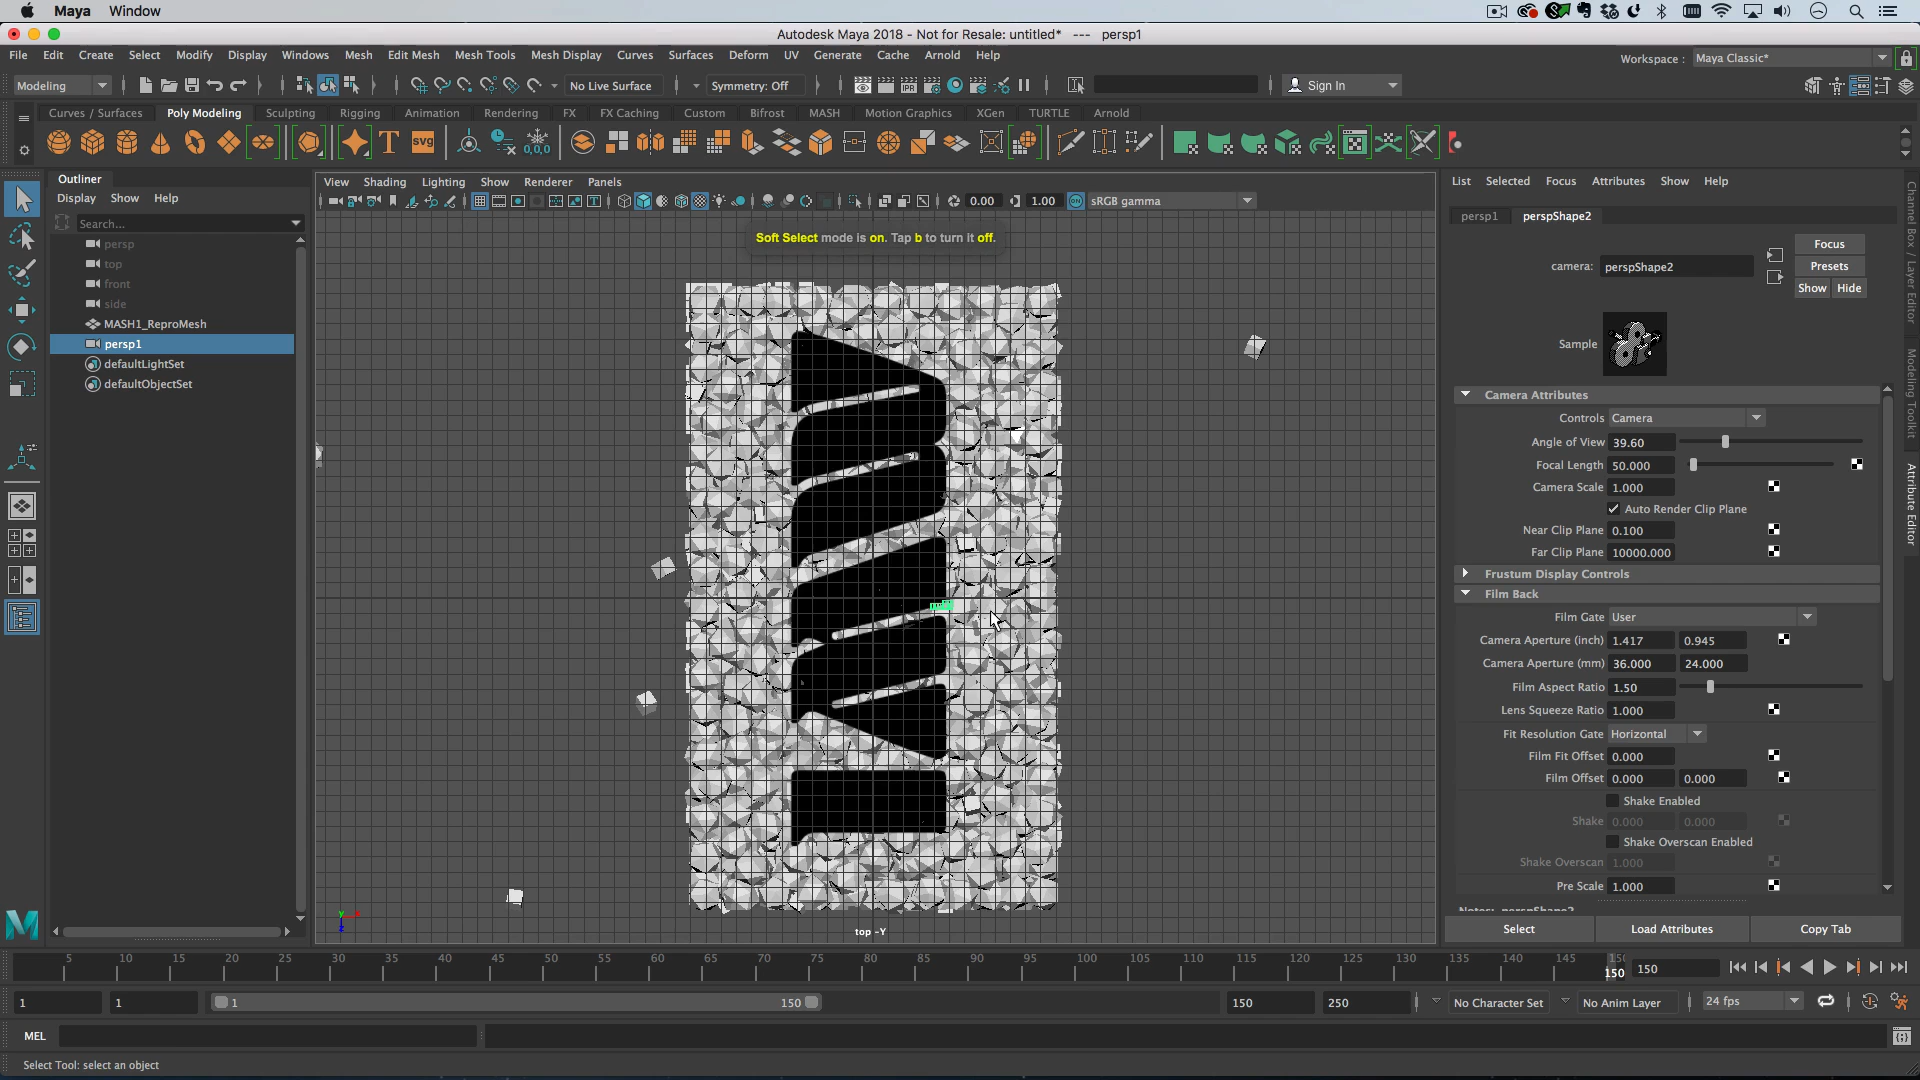 Maya Window
Autodesk Maya 2018 - Not for Resale: untitled* --- persp1
File Edit Create Select Modify Display Windows Mesh Edit Mesh Mesh Tools Mesh Display Curves Surfaces Deform UV Generate Cache Arnold Help
Workspace : Maya Classic*
Modeling No Live Surface Symmetry: Off Sign In
Curves / Surfaces Poly Modeling Sculpting Rigging Animation Rendering FX FX Caching Custom Bifrost MASH Motion Graphics XGen TURTLE Arnold
Outliner
Display Show Help
Search...
persp
top
front
side
MASH1_ReproMesh
persp1
defaultLightSet
defaultObjectSet
View Shading Lighting Show Renderer Panels
0.00 1.00 sRGB gamma
Soft Select mode is on. Tap b to turn it off.
top -Y
List Selected Focus Attributes Show Help
persp1 perspShape2
camera: perspShape2
Focus
Presets
Show Hide
Sample
Camera Attributes
Controls Camera
Angle of View 39.60
Focal Length 50.000
Camera Scale 1.000
Auto Render Clip Plane
Near Clip Plane 0.100
Far Clip Plane 10000.000
Frustum Display Controls
Film Back
Film Gate User
Camera Aperture (inch) 1.417 0.945
Camera Aperture (mm) 36.000 24.000
Film Aspect Ratio 1.50
Lens Squeeze Ratio 1.000
Fit Resolution Gate Horizontal
Film Fit Offset 0.000
Film Offset 0.000 0.000
Shake Enabled
Shake 0.000 0.000
Shake Overscan Enabled
Shake Overscan 1.000
Pre Scale 1.000
Notes: perspShape2
Select Load Attributes Copy Tab
Channel Box / Layer Editor
Modeling Toolkit
Attribute Editor
5 10 15 20 25 30 35 40 45 50 55 60 65 70 75 80 85 90 95 100 105 110 115 120 125 130 135 140 145 150
150 150
1 1 1 150 150 250 No Character Set No Anim Layer 24 fps
MEL
Select Tool: select an object